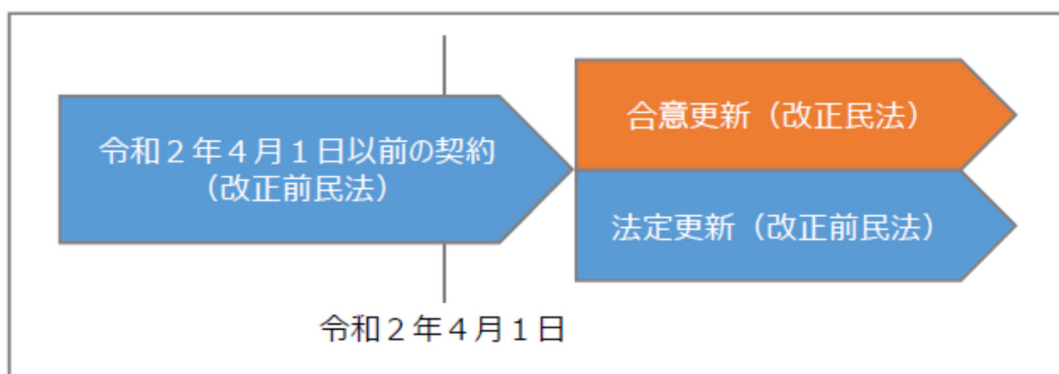 令和２年４月１日以前の契約
（改正前民法）
合意更新（改正民法）
法定更新（改正前民法）
令和２年４月１日